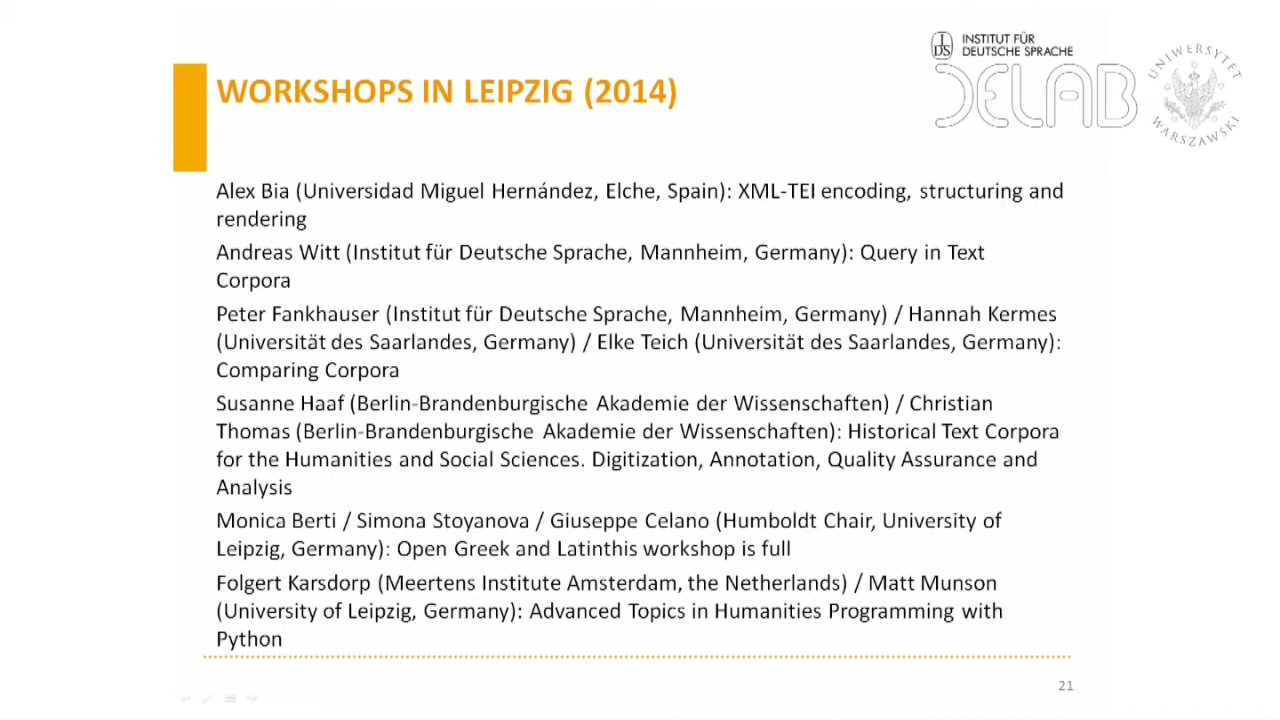 INSTITUT FÜR
DEUTSCHE SPRACHE
IDS
DELAB
UNIWERSYTET
WARSZAWSKI
WORKSHOPS IN LEIPZIG (2014)
Alex Bia (Universidad Miguel Hernández, Elche, Spain): XML-TEI encoding, structuring and
rendering
Andreas Witt (Institut für Deutsche Sprache, Mannheim, Germany): Query in Text
Corpora
Peter Fankhauser (Institut für Deutsche Sprache, Mannheim, Germany) / Hannah Kermes
(Universität des Saarlandes, Germany) / Elke Teich (Universität des Saarlandes, Germany):
Comparing Corpora
Susanne Haaf (Berlin-Brandenburgische Akademie der Wissenschaften) / Christian
Thomas (Berlin-Brandenburgische Akademie der Wissenschaften): Historical Text Corpora
for the Humanities and Social Sciences. Digitization, Annotation, Quality Assurance and
Analysis
Monica Berti / Simona Stoyanova / Giuseppe Celano (Humboldt Chair, University of
Leipzig, Germany): Open Greek and Latinthis workshop is full
Folgert Karsdorp (Meertens Institute Amsterdam, the Netherlands) / Matt Munson
(University of Leipzig, Germany): Advanced Topics in Humanities Programming with
Python
21